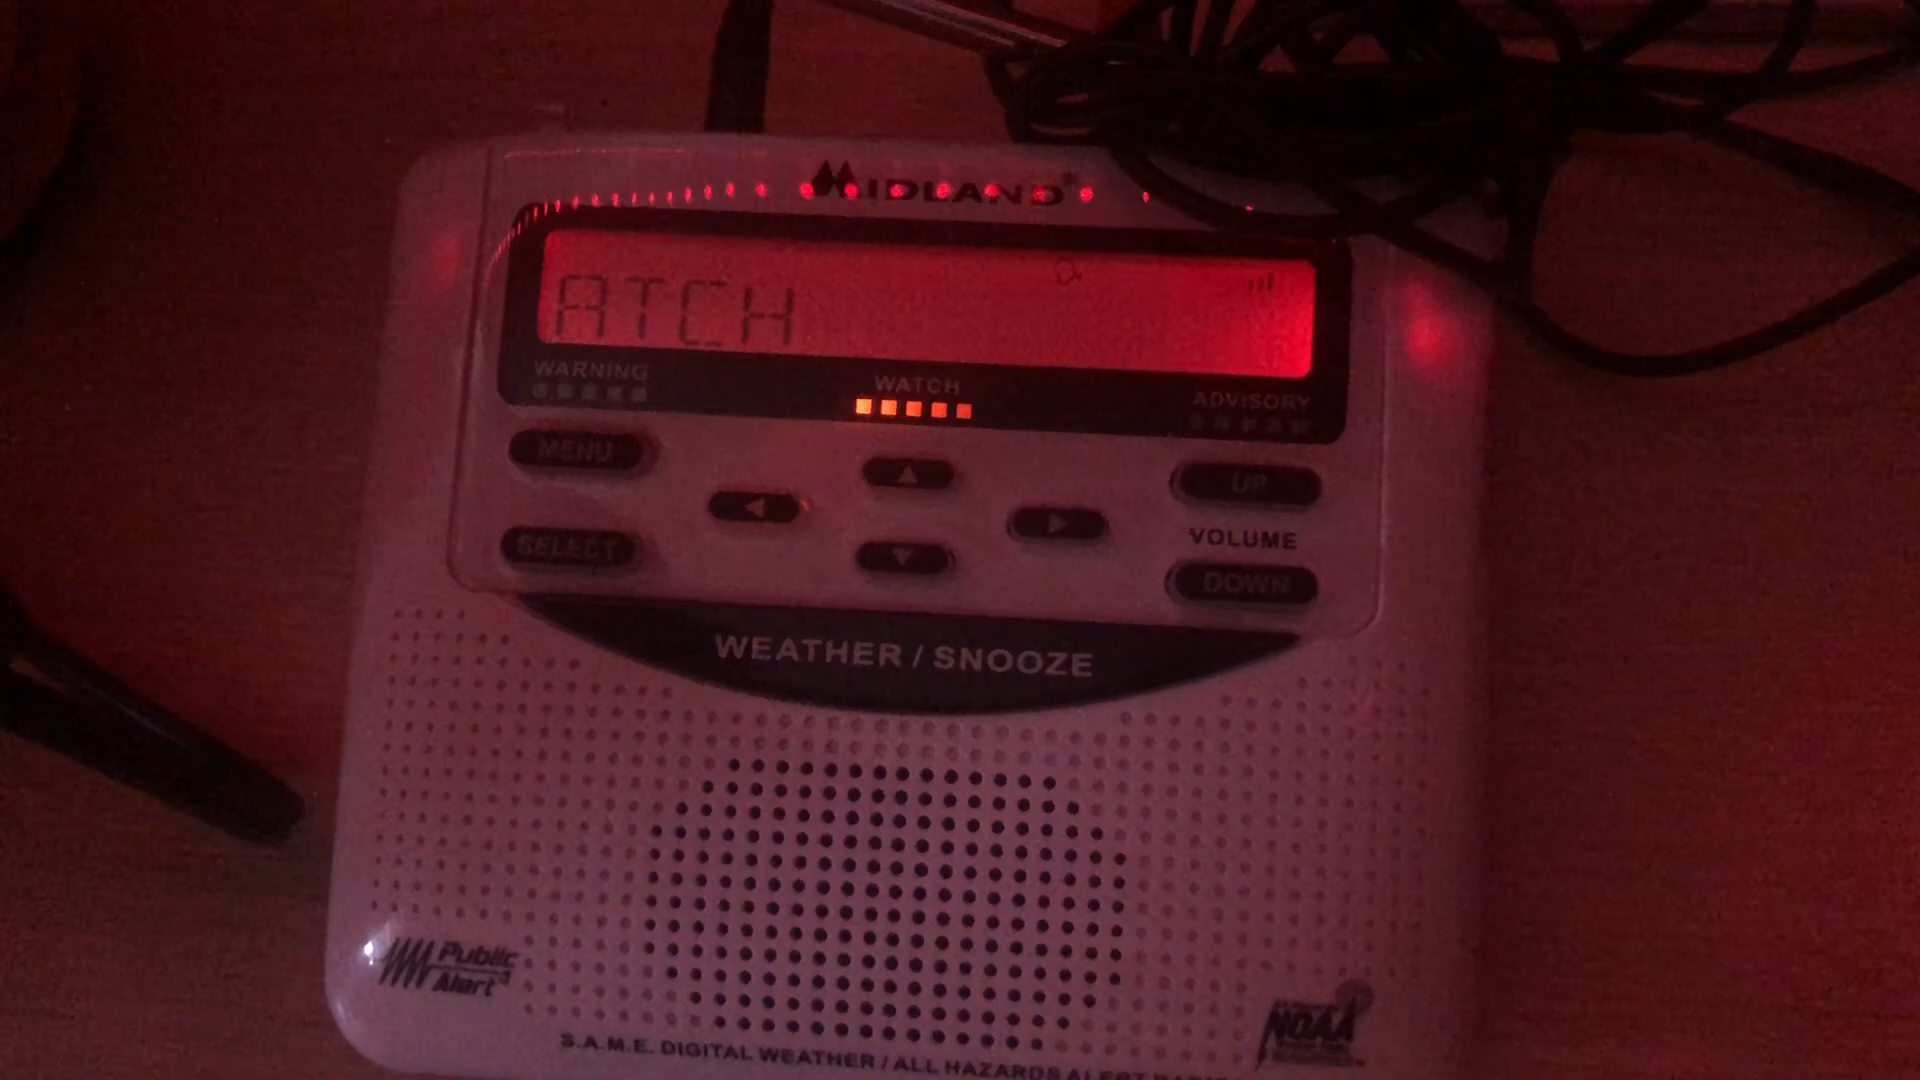 MIDLAND®
ATCH
WARNING
WATCH
ADVISORY
MENU
UP
SELECT
VOLUME
DOWN
WEATHER / SNOOZE
Public
Alert
NOAA
S.A.M.E. DIGITAL WEATHER / ALL HAZARDS ALERT